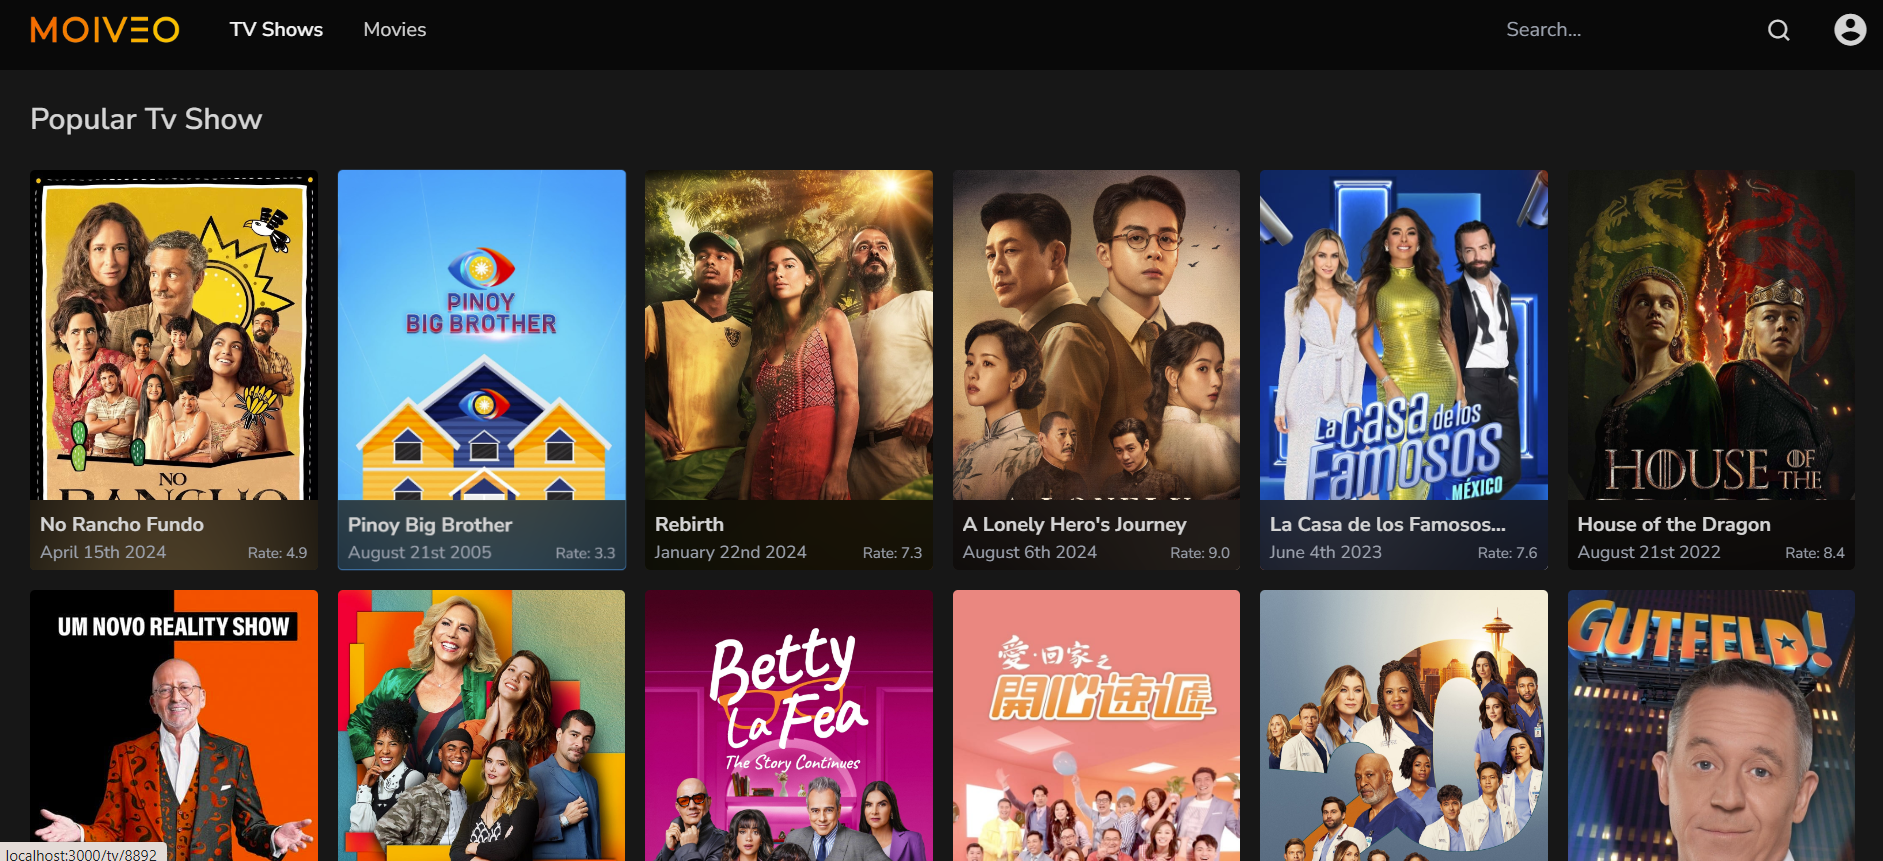 MOIVEO
TV Shows
Movies
Search...
Popular Tv Show
NO
RANCHO
No Rancho Fundo
April 15th 2024
Rate: 4.9
PINOY
BIG BROTHER
Pinoy Big Brother
August 21st 2005
Rate: 3.3
Rebirth
January 22nd 2024
Rate: 7.3
A LONELY
A Lonely Hero's Journey
August 6th 2024
Rate: 9.0
La Casa de los
Famosos
MÉXICO
La Casa de los Famosos...
June 4th 2023
Rate: 7.6
HOUSE OF
THE
House of the Dragon
August 21st 2022
Rate: 8.4
UM NOVO REALITY SHOW
Betty
La Fea
The Story Continues
愛·回家之
開心速遞
GUTFELD!
localhost:3000/tv/8892